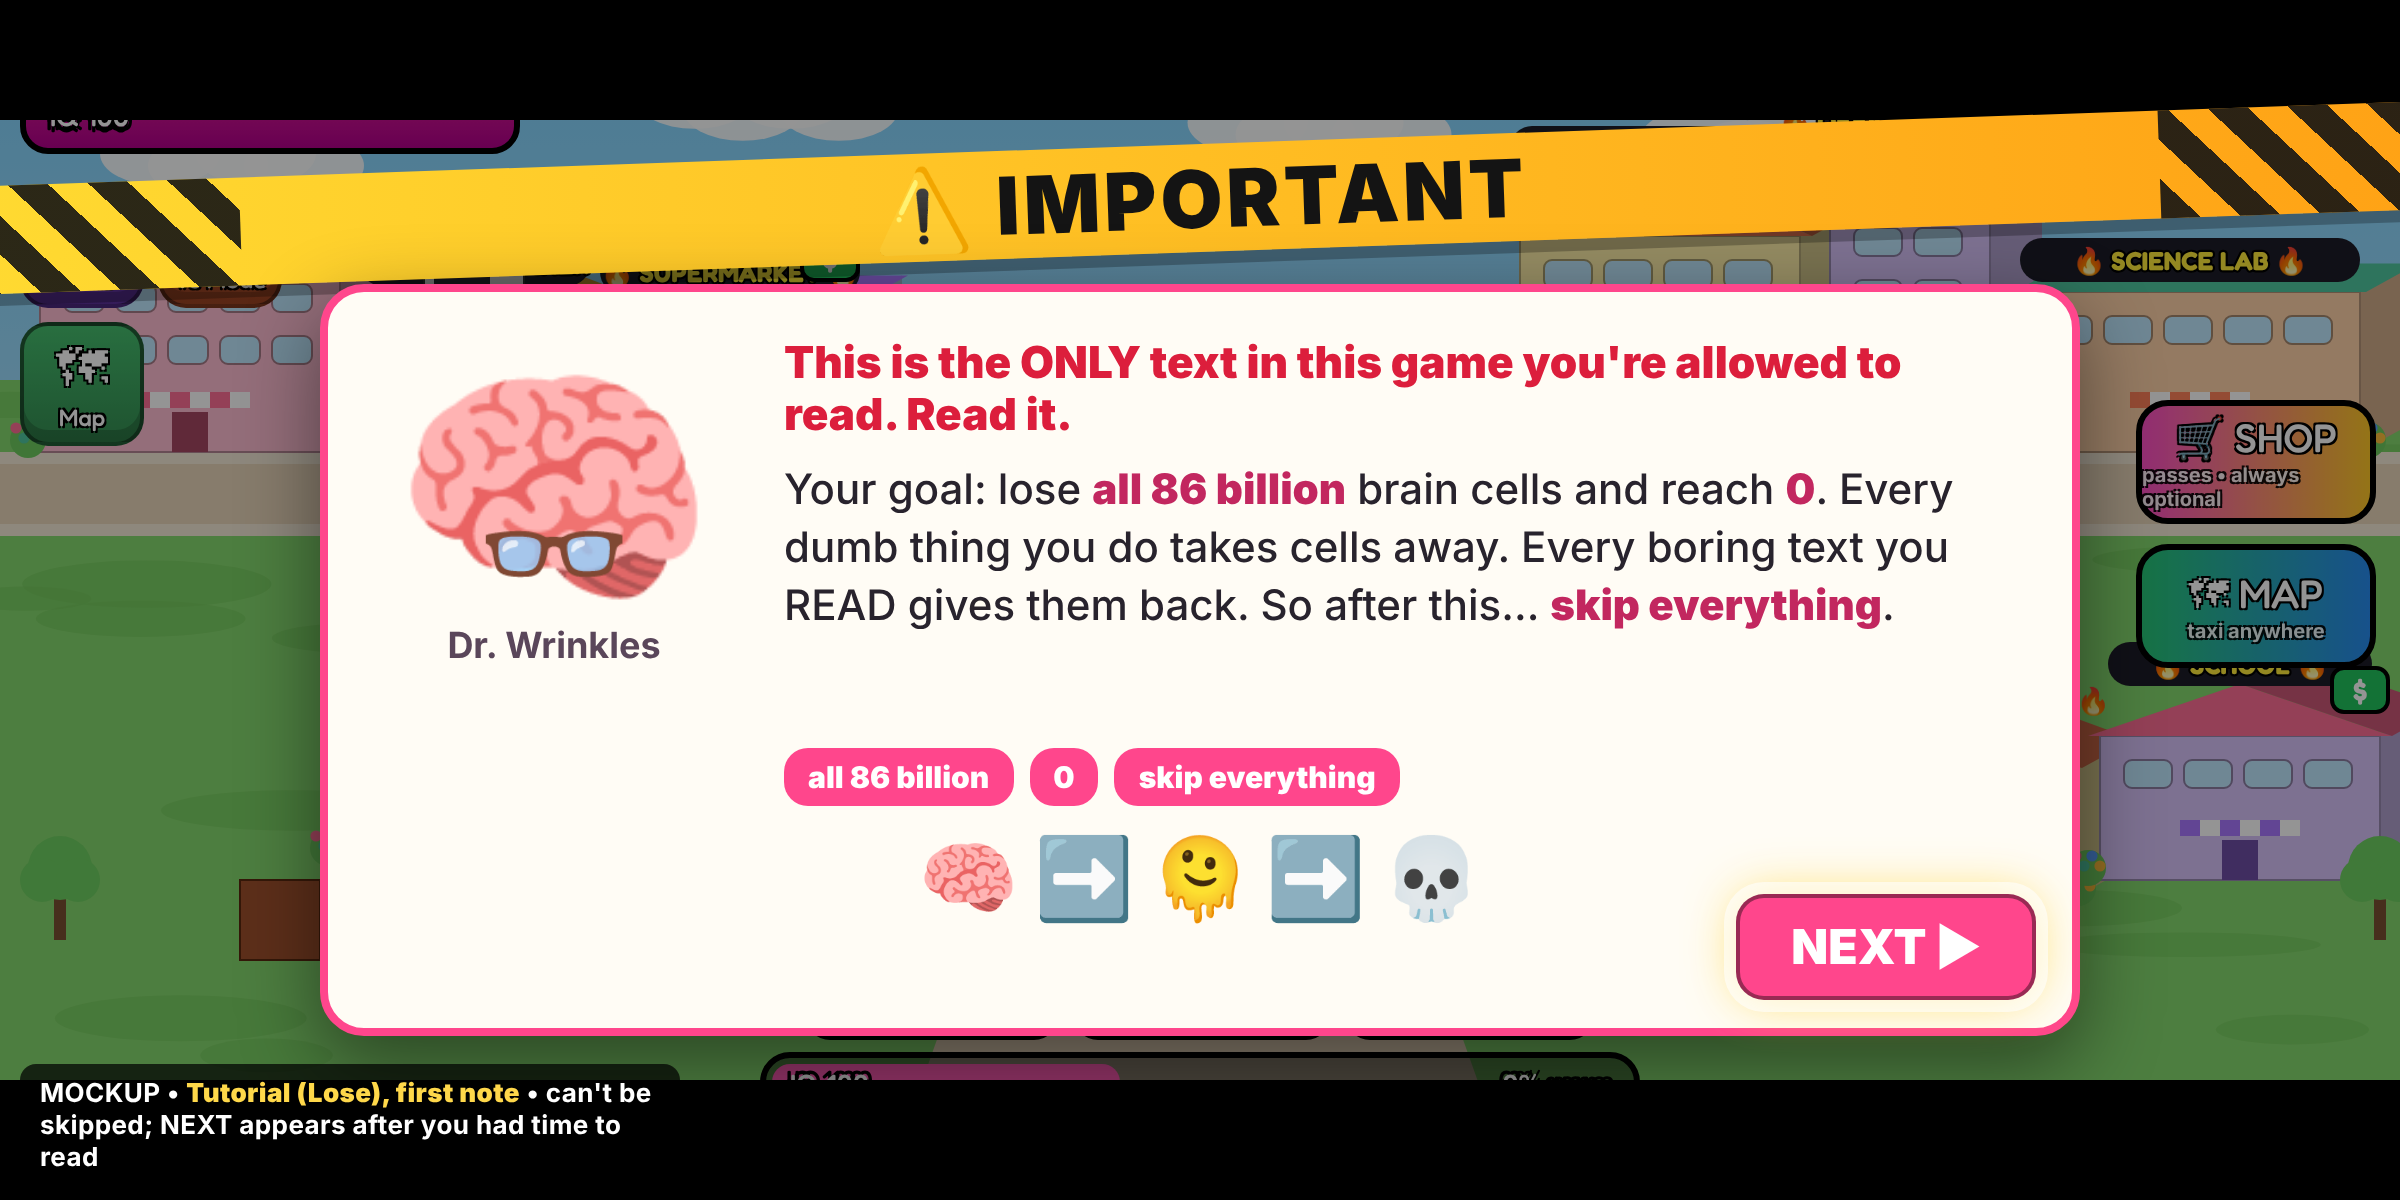 IQ 100
⚠️ IMPORTANT
🔥 SUPERMARKE
🔥 SCIENCE LAB 🔥
This is the ONLY text in this game you're allowed to
read. Read it.
Your goal: lose all 86 billion brain cells and reach 0. Every
dumb thing you do takes cells away. Every boring text you
READ gives them back. So after this... skip everything.
Dr. Wrinkles
Map
SHOP
passes • always
optional
MAP
taxi anywhere
🔥 SCHOOL 🔥
$
all 86 billion
0
skip everything
NEXT ▶
MOCKUP • Tutorial (Lose), first note • can't be
skipped; NEXT appears after you had time to
read